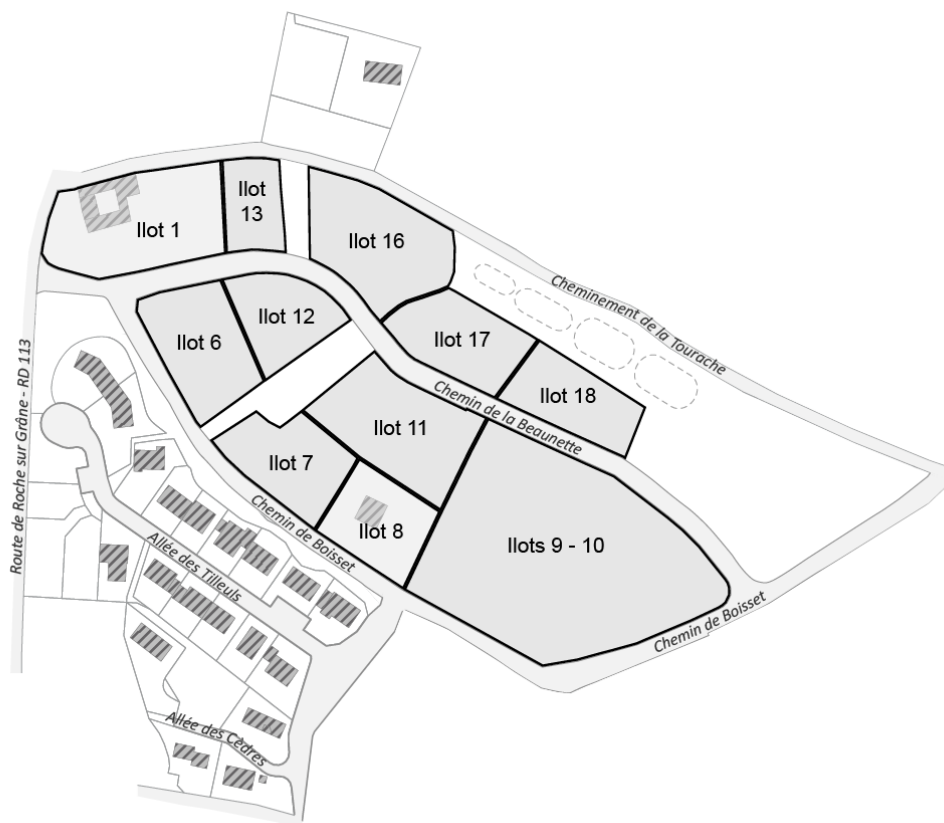 Ilot
13
Ilot 1
Ilot 16
Ilot 12
Ilot 6
Ilot 17
Ilot 18
Ilot 11
Ilot 7
Ilot 8
Ilots 9 - 10
Cheminement de la Tourache
Chemin de la Beaunette
Chemin de Boisset
Chemin de Boisset
Route de Roche sur Grâne - RD 113
Allée des Tilleuls
Allée des Cèdres